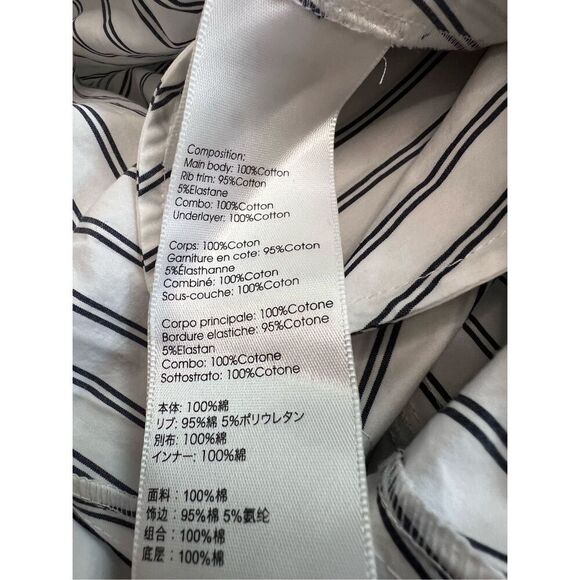 Composition:
Main body: 100%Cotton
Rib trim: 95%Cotton
5%Elastane
Combo: 100%Cotton
Underlayer: 100%Cotton
Corps: 100%Coton
Garniture en cote: 95%Coton
5%Élasthanne
Combiné: 100%Coton
Sous-couche: 100%Coton
Corpo principale: 100%Cotone
Bordure elastiche: 95%Cotone
5%Elastan
Combo: 100%Cotone
Sottostrato: 100%Cotone
本体: 100%綿
リブ: 95%綿 5%ポリウレタン
別布: 100%綿
インナー: 100%綿
面料：100%棉
饰边：95%棉 5%氨纶
组合：100%棉
底层：100%棉